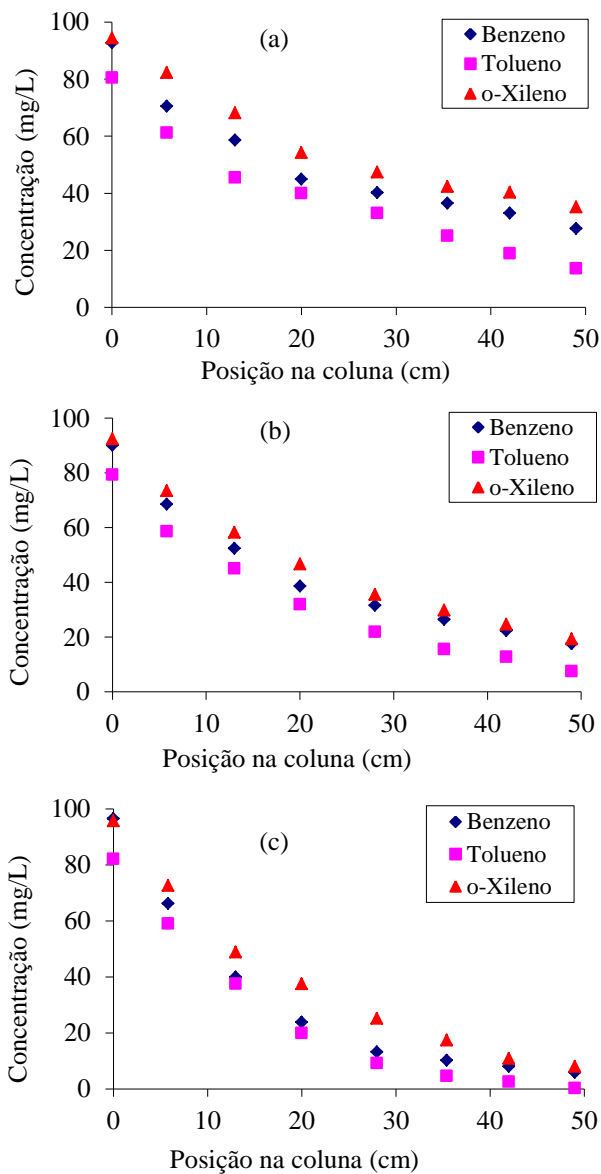 100
80
60
40
20
0
Concentração (mg/L)
(a)
Benzeno
Tolueno
o-Xileno
0 10 20 30 40 50
Posição na coluna (cm)
100
80
60
40
20
0
Concentração (mg/L)
(b)
Benzeno
Tolueno
o-Xileno
0 10 20 30 40 50
Posição na coluna (cm)
100
80
60
40
20
0
Concentração (mg/L)
(c)
Benzeno
Tolueno
o-Xileno
0 10 20 30 40 50
Posição na coluna (cm)